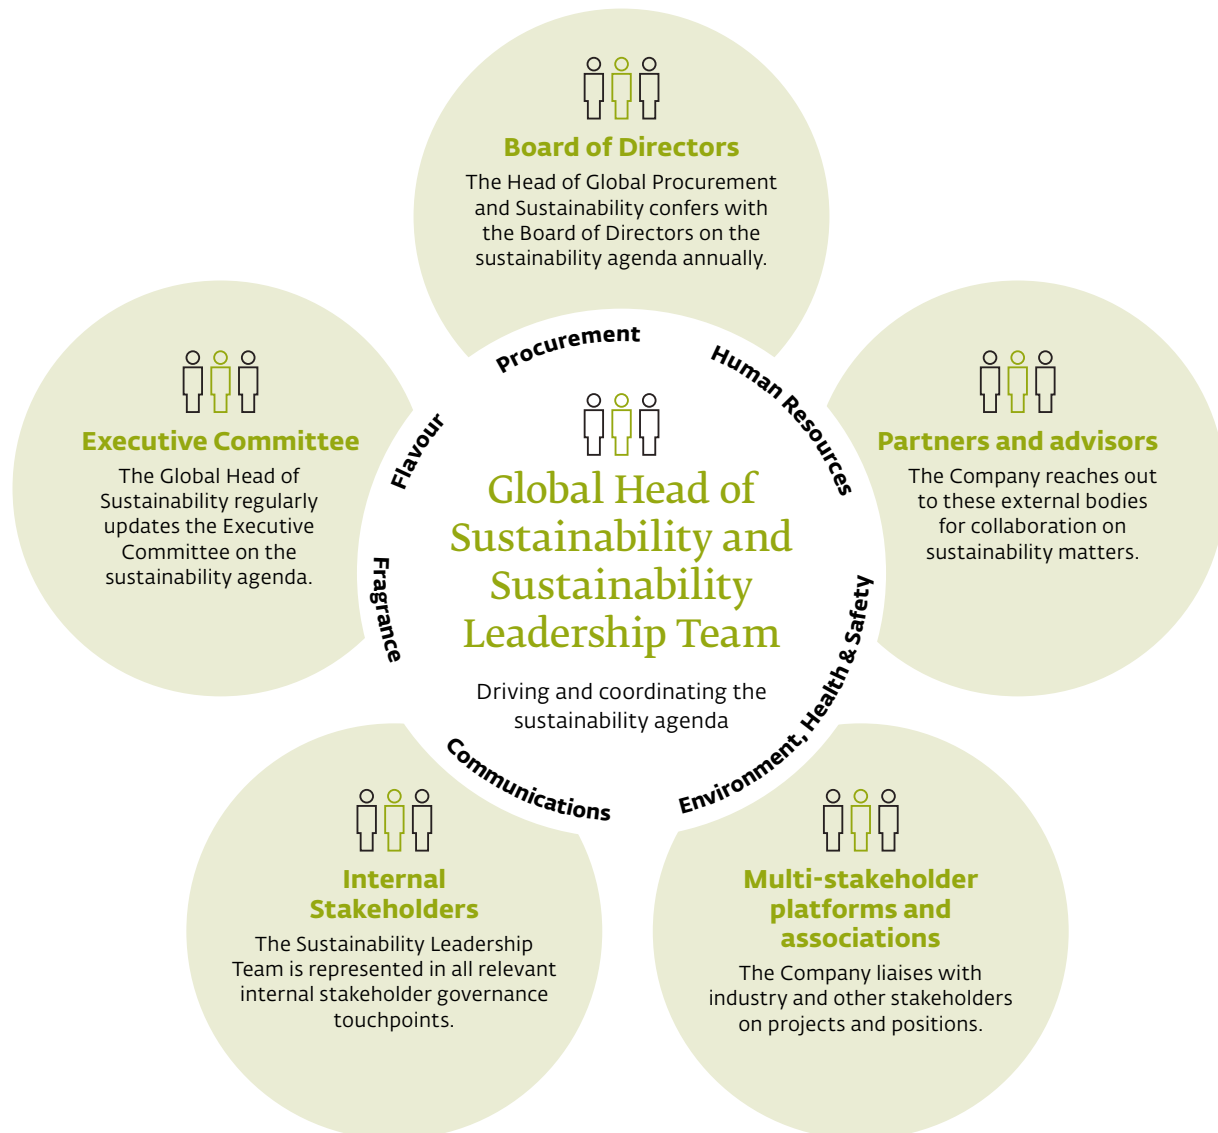 Board of Directors
The Head of Global Procurement
and Sustainability confers with
the Board of Directors on the
sustainability agenda annually.
Executive Committee
The Global Head of
Sustainability regularly
updates the Executive
Committee on the
sustainability agenda.
Partners and advisors
The Company reaches out
to these external bodies
for collaboration on
sustainability matters.
Procurement
Human Resources
Flavour
Fragrance
Environment, Health & Safety
Communications
Global Head of
Sustainability and
Sustainability
Leadership Team
Driving and coordinating the
sustainability agenda
Internal
Stakeholders
The Sustainability Leadership
Team is represented in all relevant
internal stakeholder governance
touchpoints.
Multi-stakeholder
platforms and
associations
The Company liaises with
industry and other stakeholders
on projects and positions.